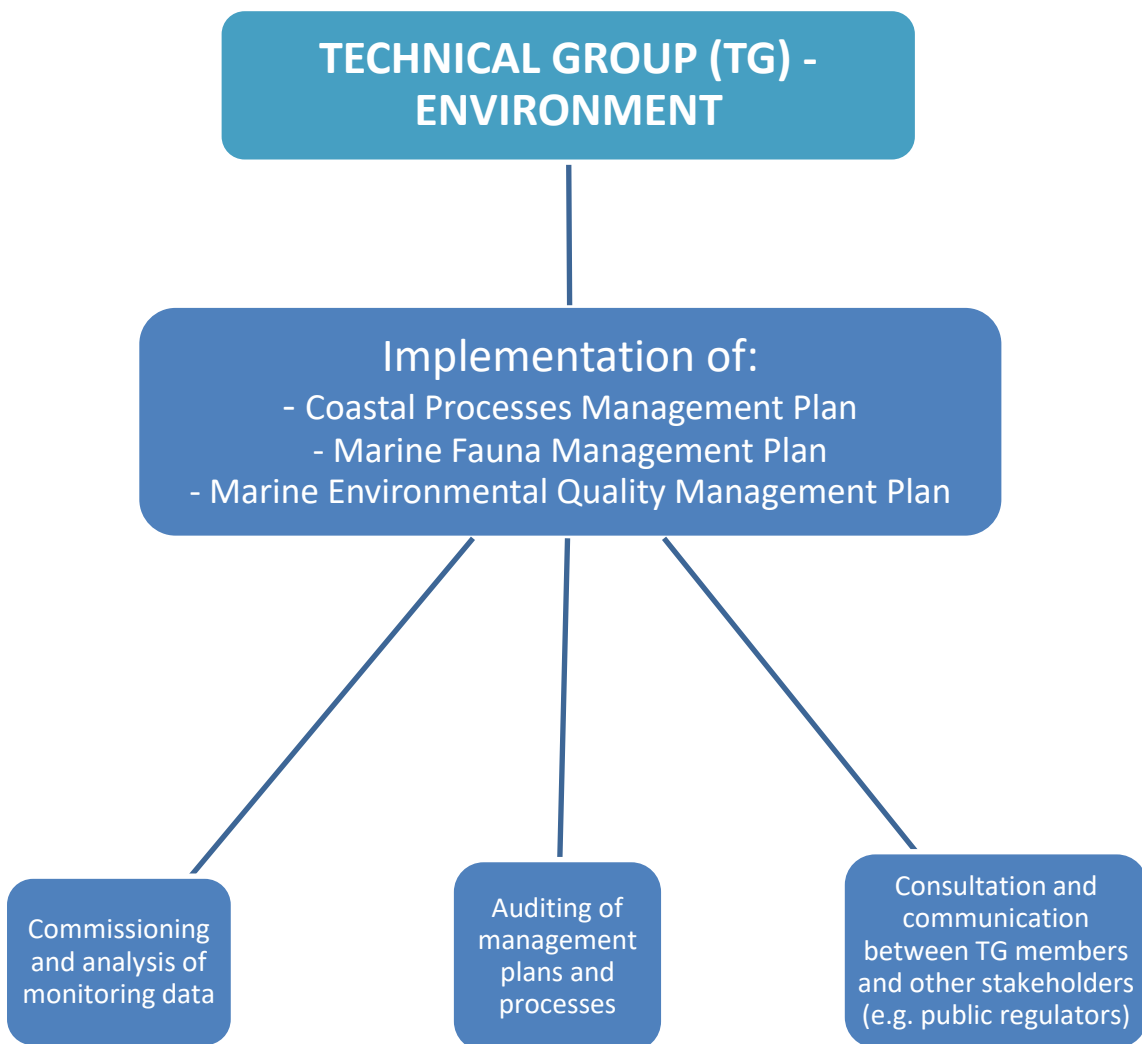 TECHNICAL GROUP (TG) -
ENVIRONMENT
Implementation of:
- Coastal Processes Management Plan
- Marine Fauna Management Plan
- Marine Environmental Quality Management Plan
Commissioning
and analysis of
monitoring data
Auditing of
management
plans and
processes
Consultation and
communication
between TG members
and other stakeholders
(e.g. public regulators)